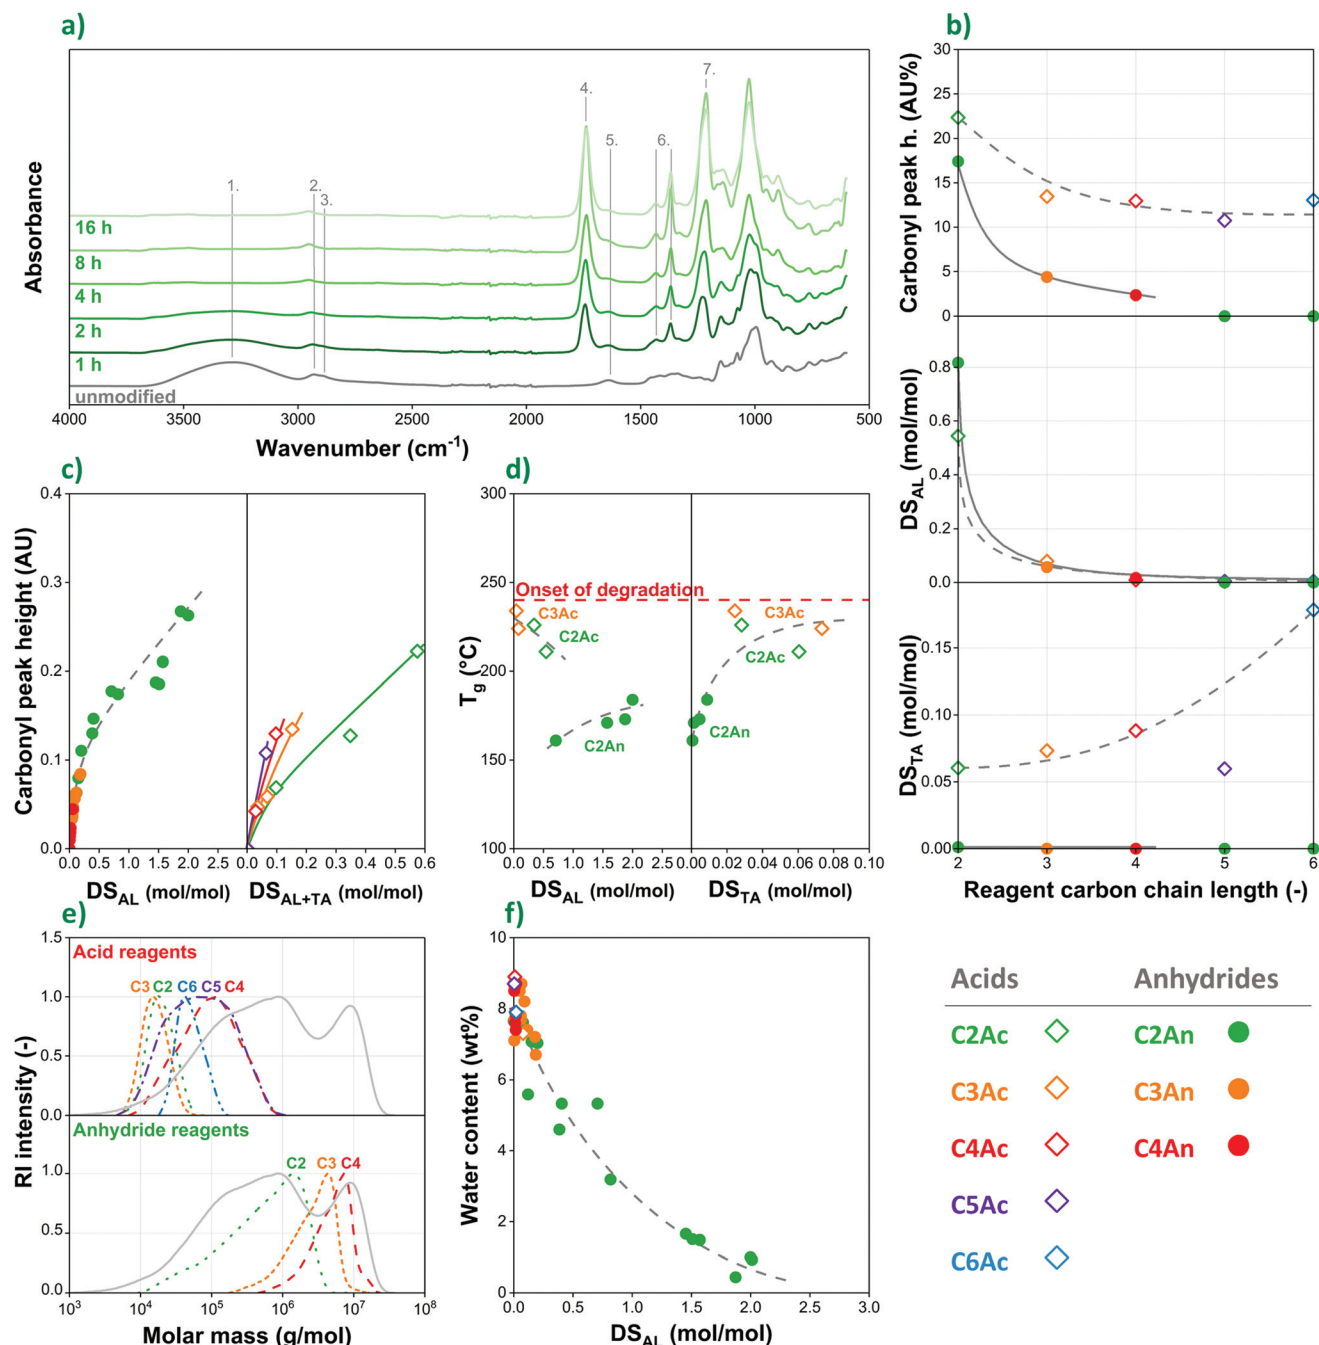 a)
Absorbance
1.
2.
3.
4.
5.
6.
7.
16 h
8 h
4 h
2 h
1 h
unmodified
4000 3500 3000 2500 2000 1500 1000 500
Wavenumber (cm-1)
b)
Carbonyl peak h. (AU%)
30
25
20
15
10
5
0
DSAL (mol/mol)
0.8
0.6
0.4
0.2
0.0
DSTA (mol/mol)
0.15
0.10
0.05
0.00
2 3 4 5 6
Reagent carbon chain length (-)
c)
Carbonyl peak height (AU)
0.4
0.3
0.2
0.1
0.0
0.0 0.5 1.0 1.5 2.0 2.5
DSAL (mol/mol)
0.1 0.2 0.3 0.4 0.5 0.6
DSAL+TA (mol/mol)
d)
Tg (°C)
300
250
200
150
100
Onset of degradation
C3Ac
C2Ac
C2An
C3Ac
C2Ac
C2An
0.0 0.5 1.0 1.5 2.0 2.5
DSAL (mol/mol)
0.00 0.02 0.04 0.06 0.08 0.10
DSTA (mol/mol)
e)
RI intensity (-)
1.5
1.0
0.5
0.0
Acid reagents
C3 C2 C6 C5 C4
Anhydride reagents
1.0
0.5
0.0
C2 C3 C4
10³ 10⁴ 10⁵ 10⁶ 10⁷ 10⁸
Molar mass (g/mol)
f)
Water content (wt%)
10
8
6
4
2
0
0.0 0.5 1.0 1.5 2.0 2.5 3.0
DSAL (mol/mol)
Acids Anhydrides
C2Ac C2An
C3Ac C3An
C4Ac C4An
C5Ac
C6Ac